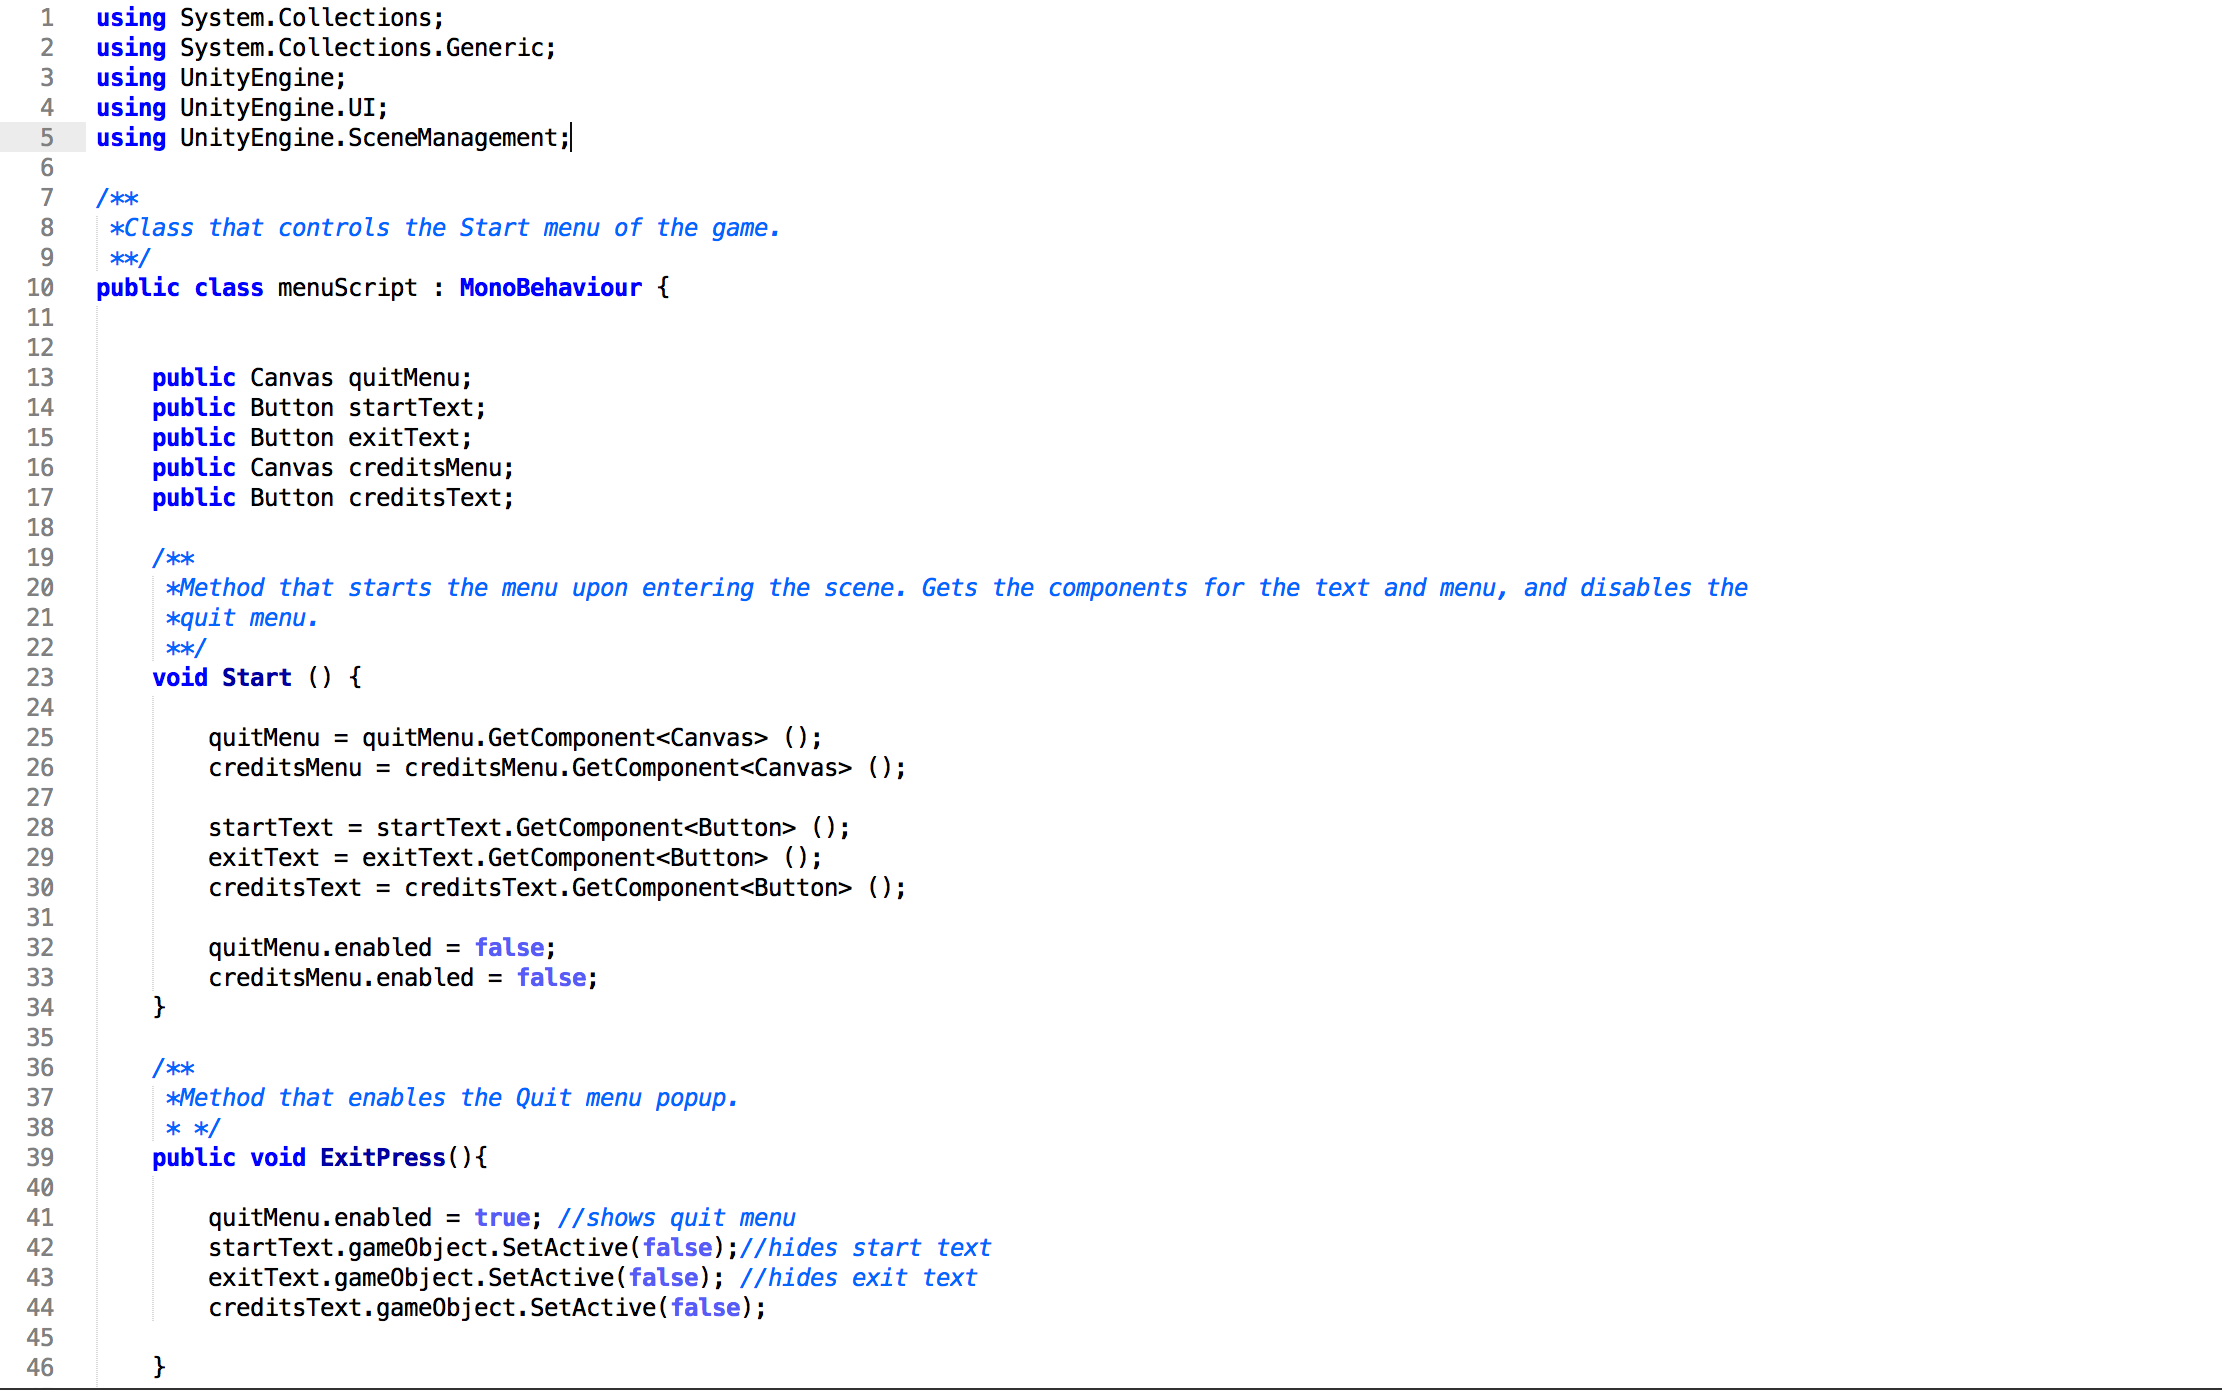 1 using System.Collections;
2 using System.Collections.Generic;
3 using UnityEngine;
4 using UnityEngine.UI;
5 using UnityEngine.SceneManagement;
6
7 /**
8 *Class that controls the Start menu of the game.
9 **/
10 public class menuScript : MonoBehaviour {
11
12
13 public Canvas quitMenu;
14 public Button startText;
15 public Button exitText;
16 public Canvas creditsMenu;
17 public Button creditsText;
18
19 /**
20 *Method that starts the menu upon entering the scene. Gets the components for the text and menu, and disables the
21 *quit menu.
22 **/
23 void Start () {
24
25 quitMenu = quitMenu.GetComponent<Canvas> ();
26 creditsMenu = creditsMenu.GetComponent<Canvas> ();
27
28 startText = startText.GetComponent<Button> ();
29 exitText = exitText.GetComponent<Button> ();
30 creditsText = creditsText.GetComponent<Button> ();
31
32 quitMenu.enabled = false;
33 creditsMenu.enabled = false;
34 }
35
36 /**
37 *Method that enables the Quit menu popup.
38 * */
39 public void ExitPress(){
40
41 quitMenu.enabled = true; //shows quit menu
42 startText.gameObject.SetActive(false);//hides start text
43 exitText.gameObject.SetActive(false); //hides exit text
44 creditsText.gameObject.SetActive(false);
45
46 }